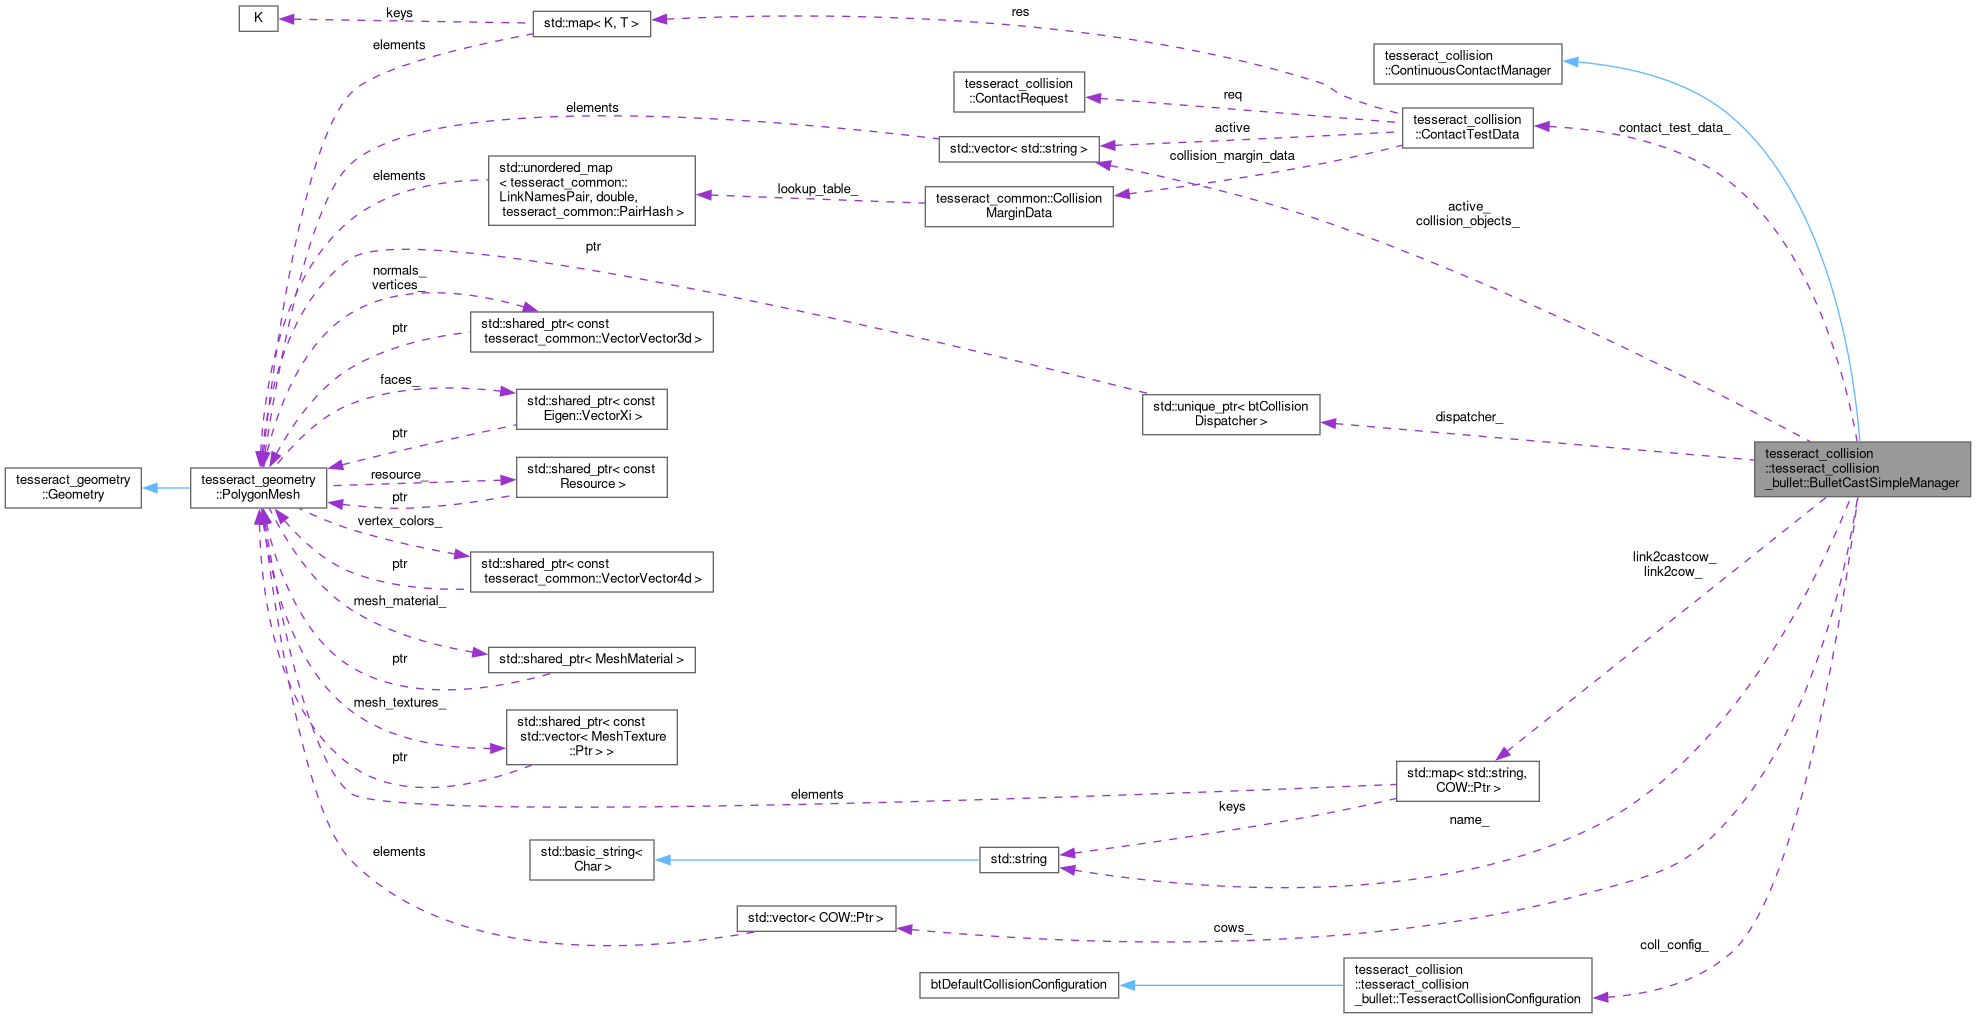 K
keys
std::map< K, T >
res
elements
tesseract_collision
::ContinuousContactManager
tesseract_collision
::ContactRequest
req
elements
tesseract_collision
::ContactTestData
contact_test_data_
active
std::vector< std::string >
collision_margin_data
std::unordered_map
< tesseract_common::
LinkNamesPair, double,
tesseract_common::PairHash >
elements
lookup_table_
tesseract_common::Collision
MarginData
active_
collision_objects_
ptr
normals_
vertices_
std::shared_ptr< const
tesseract_common::VectorVector3d >
ptr
faces_
std::shared_ptr< const
Eigen::VectorXi >
ptr
std::unique_ptr< btCollision
Dispatcher >
dispatcher_
tesseract_collision
::tesseract_collision
_bullet::BulletCastSimpleManager
tesseract_geometry
::Geometry
tesseract_geometry
::PolygonMesh
resource_
std::shared_ptr< const
Resource >
ptr
vertex_colors_
std::shared_ptr< const
tesseract_common::VectorVector4d >
ptr
link2castcow_
link2cow_
mesh_material_
std::shared_ptr< MeshMaterial >
ptr
mesh_textures_
std::shared_ptr< const
std::vector< MeshTexture
::Ptr > >
ptr
std::map< std::string,
COW::Ptr >
elements
keys
name_
std::basic_string<
Char >
std::string
elements
std::vector< COW::Ptr >
cows_
coll_config_
btDefaultCollisionConfiguration
tesseract_collision
::tesseract_collision
_bullet::TesseractCollisionConfiguration